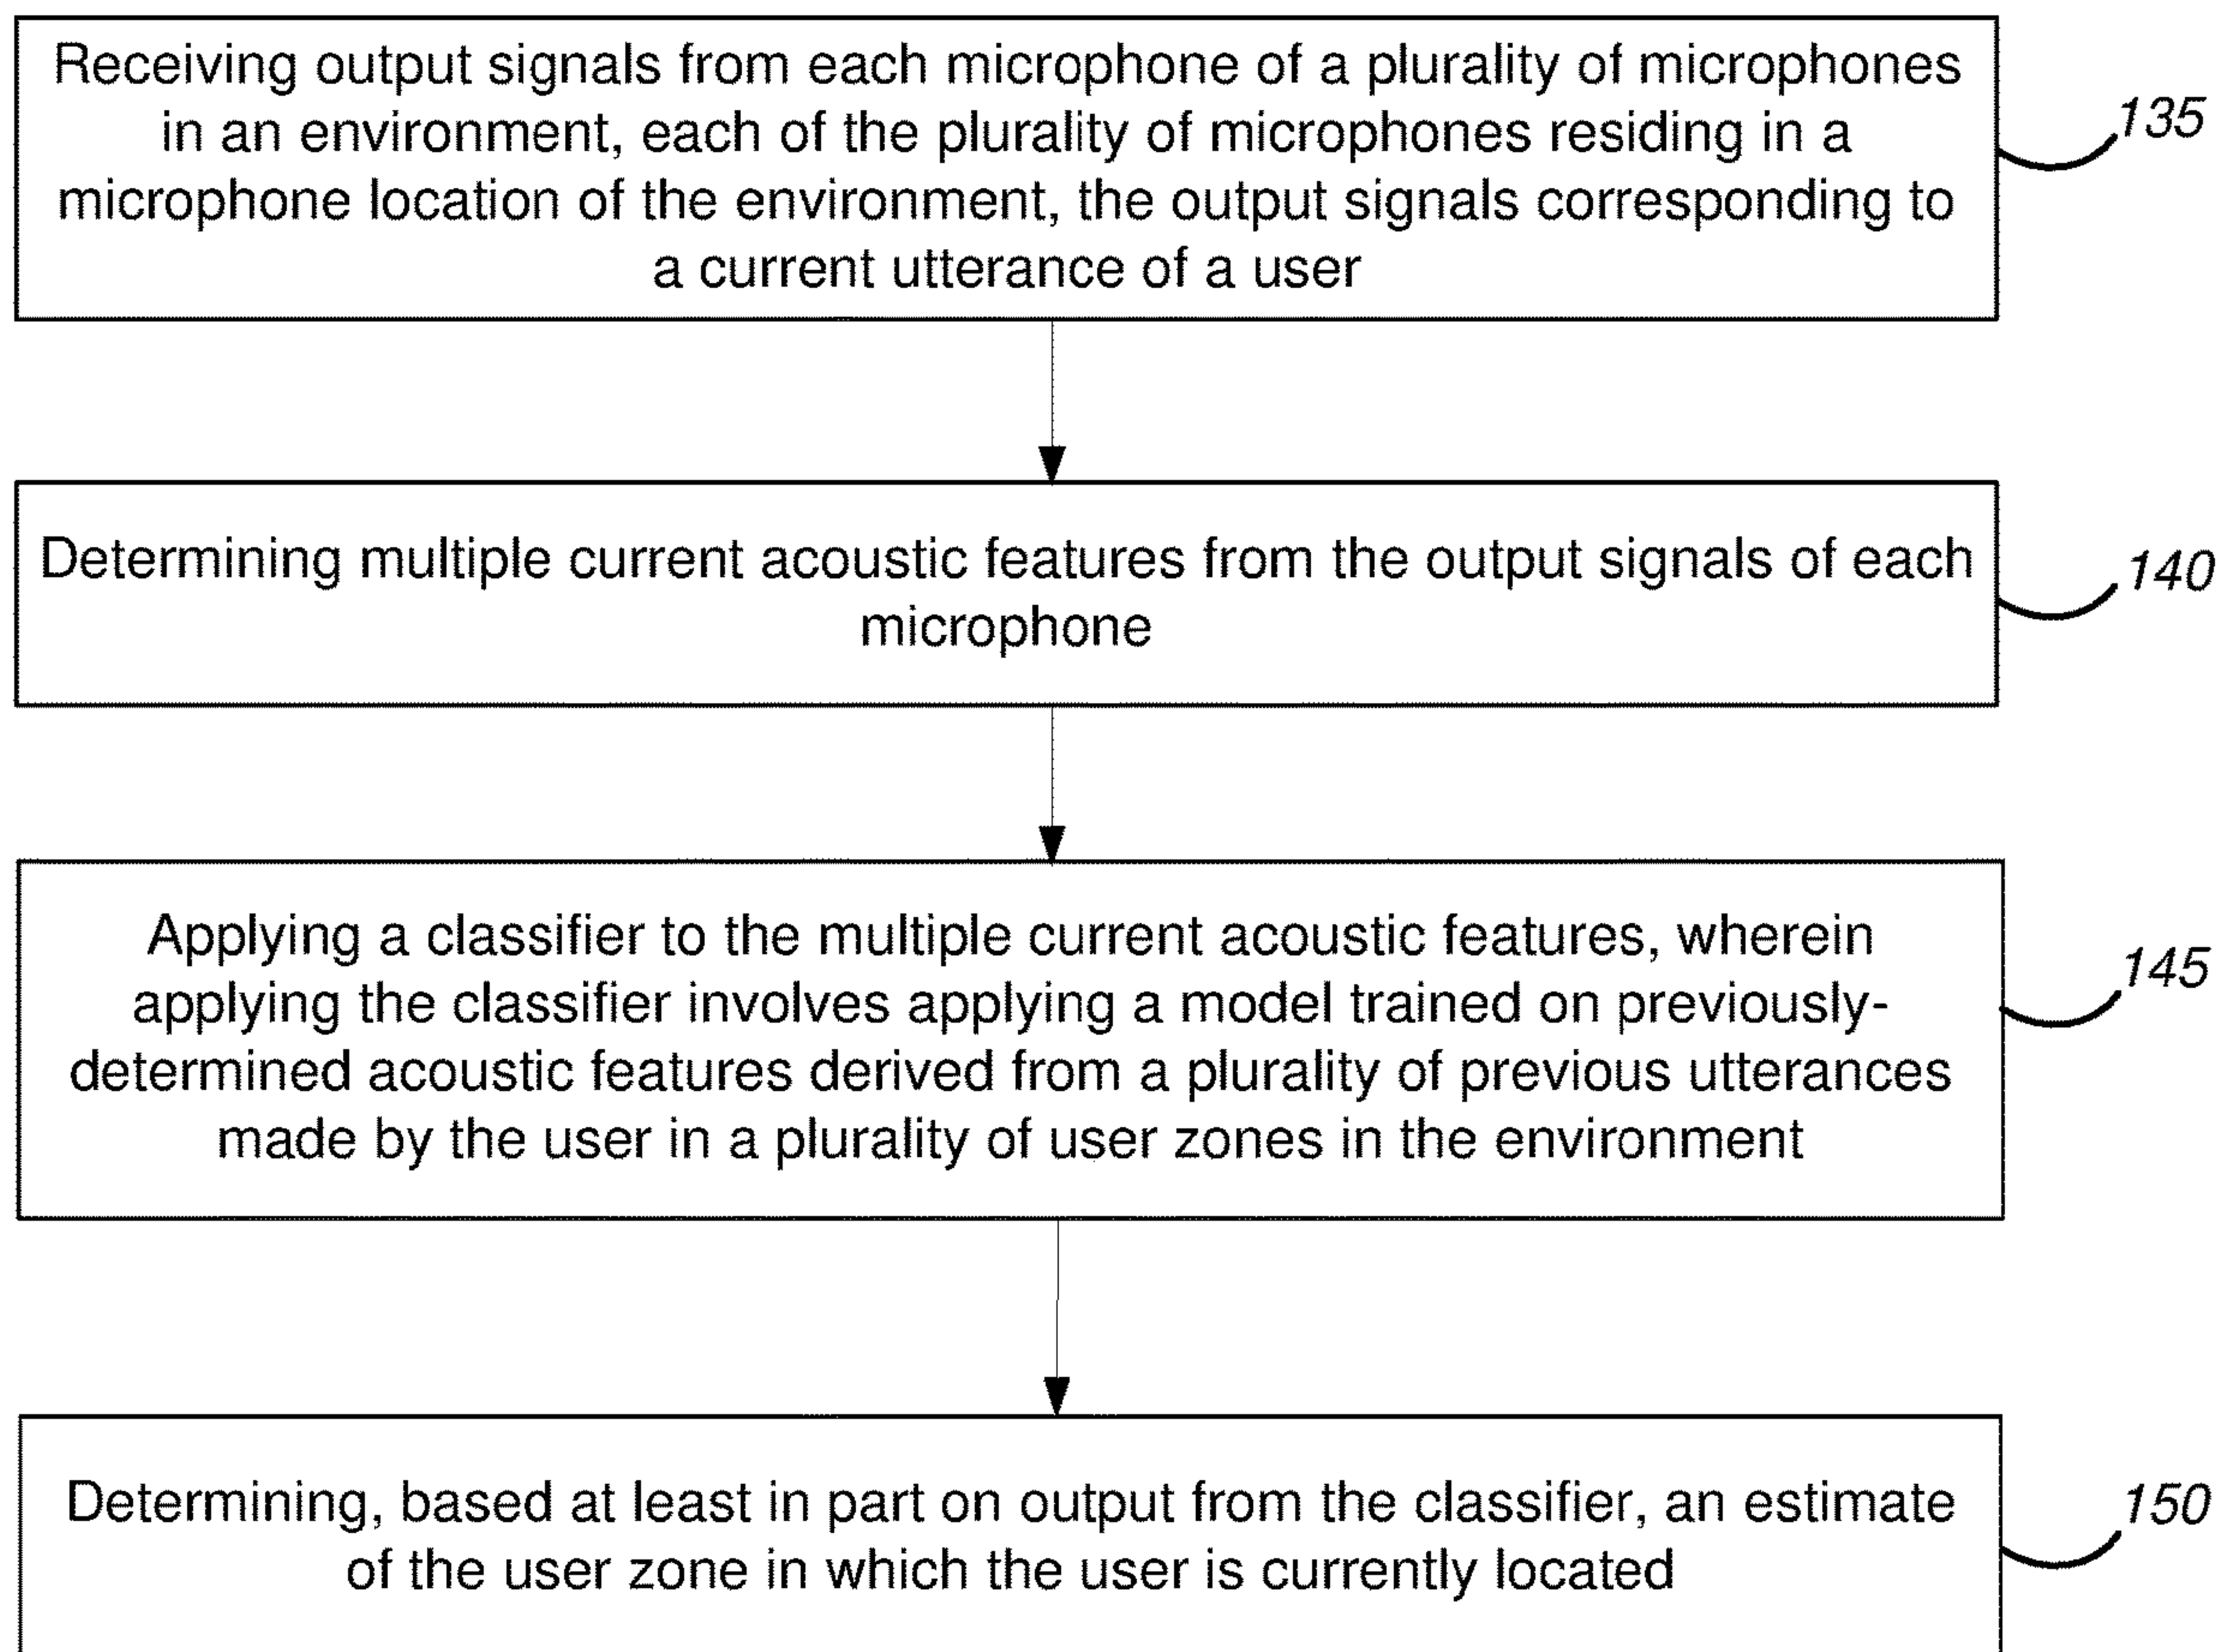 Receiving output signals from each microphone of a plurality of microphones
in an environment, each of the plurality of microphones residing in a
microphone location of the environment, the output signals corresponding to
a current utterance of a user
135
Determining multiple current acoustic features from the output signals of each
microphone
140
Applying a classifier to the multiple current acoustic features, wherein
applying the classifier involves applying a model trained on previously-
determined acoustic features derived from a plurality of previous utterances
made by the user in a plurality of user zones in the environment
145
Determining, based at least in part on output from the classifier, an estimate
of the user zone in which the user is currently located
150